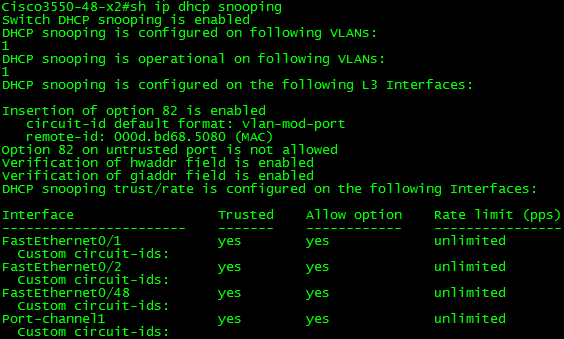 Cisco3550-48-x2#sh ip dhcp snooping
Switch DHCP snooping is enabled
DHCP snooping is configured on following VLANs:
1
DHCP snooping is operational on following VLANs:
1
DHCP snooping is configured on the following L3 Interfaces:
Insertion of option 82 is enabled
circuit-id default format: vlan-mod-port
remote-id: 000d.bd68.5080 (MAC)
Option 82 on untrusted port is not allowed
Verification of hwaddr field is enabled
Verification of giaddr field is enabled
DHCP snooping trust/rate is configured on the following Interfaces:
Interface Trusted Allow option Rate limit (pps)
----------------------- ------- ------------ ----------------
FastEthernet0/1 yes yes unlimited
Custom circuit-ids:
FastEthernet0/2 yes yes unlimited
Custom circuit-ids:
FastEthernet0/48 yes yes unlimited
Custom circuit-ids:
Port-channel1 yes yes unlimited
Custom circuit-ids: